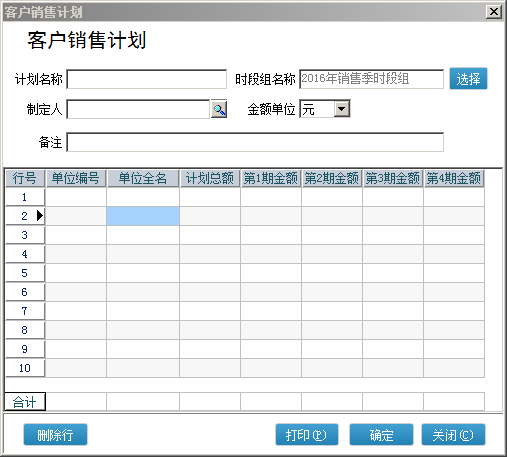 客户销售计划
客户销售计划
计划名称 时段组名称 2016年销售季时段组 选择
制定人 金额单位 元
备注
行号 单位编号 单位全名 计划总额 第1期金额 第2期金额 第3期金额 第4期金额
1
2
3
4
5
6
7
8
9
10
合计
删除行 打印(P) 确定 关闭(C)